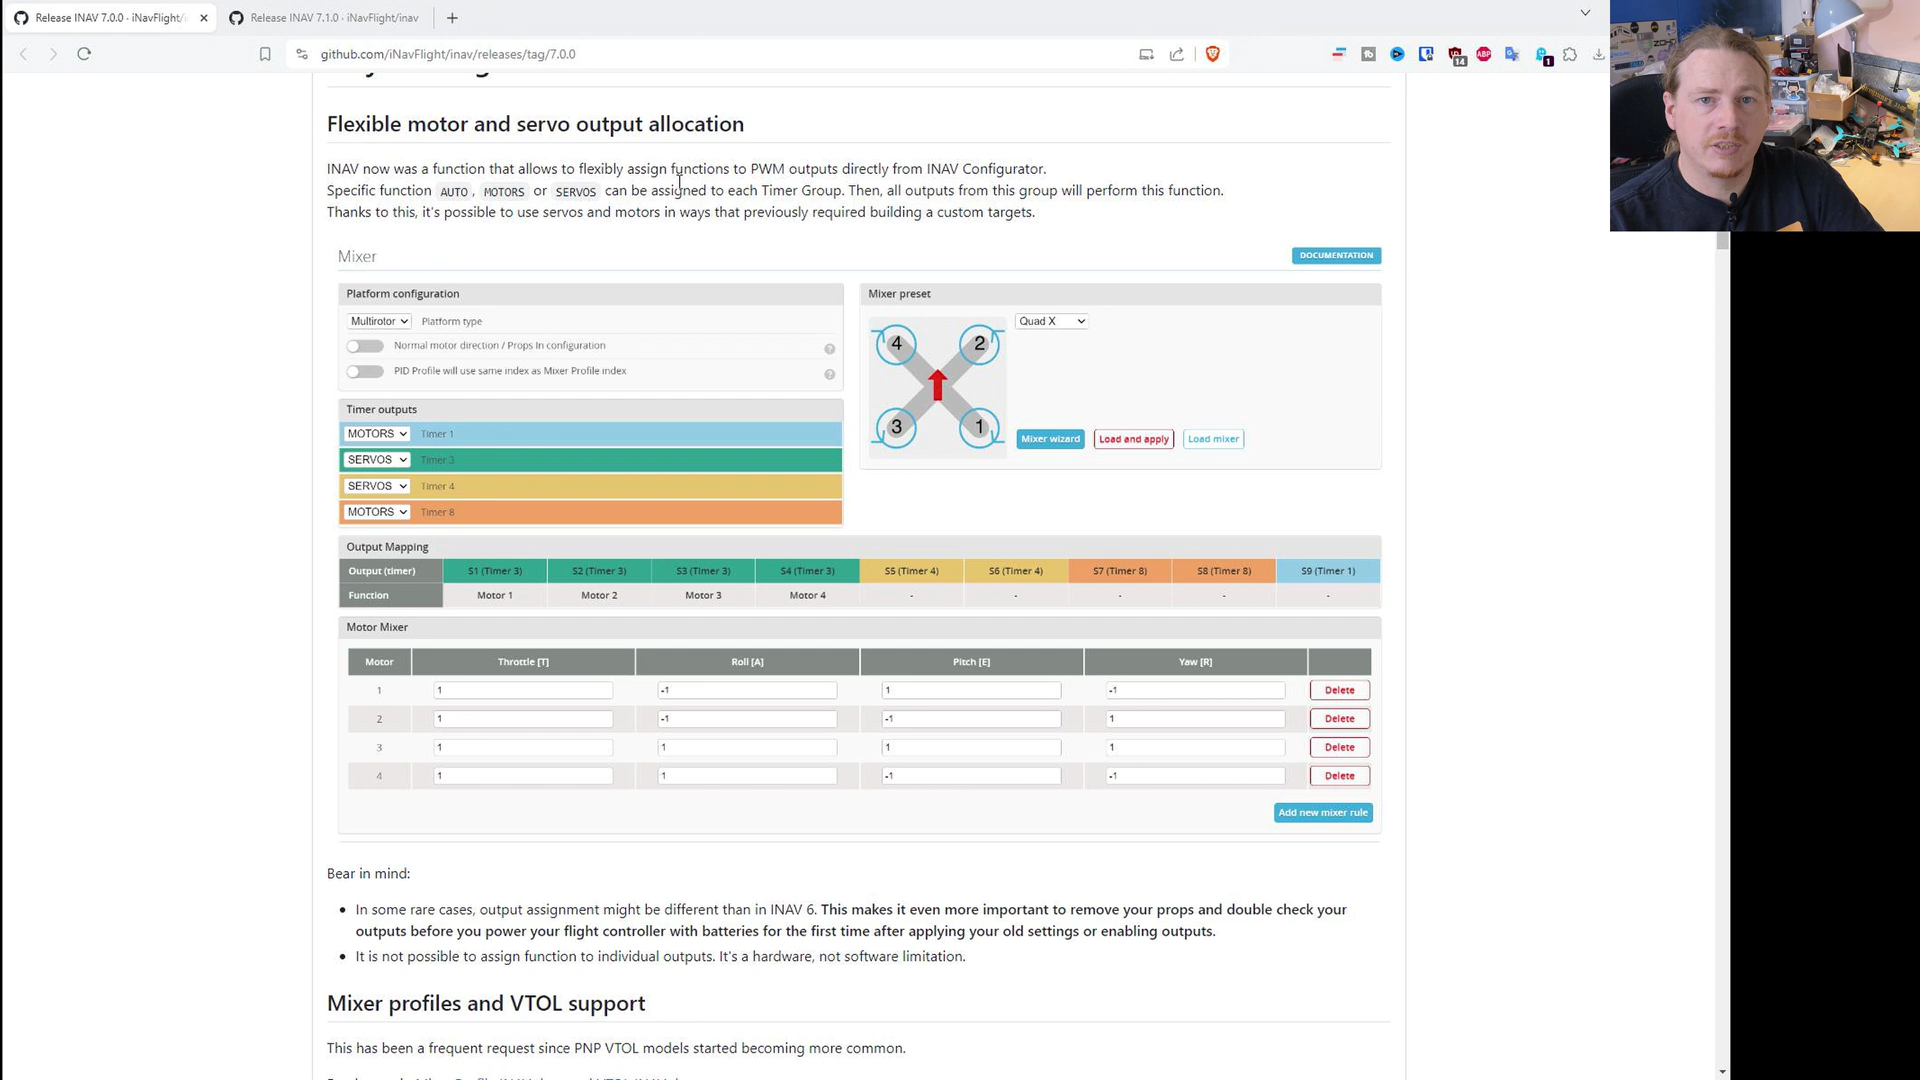 Release INAV 7.0.0 · iNavFlight/i
Release INAV 7.1.0 · iNavFlight/inav
github.com/iNavFlight/inav/releases/tag/7.0.0
14
ABP
1
Flexible motor and servo output allocation
INAV now was a function that allows to flexibly assign functions to PWM outputs directly from INAV Configurator.
Specific function AUTO, MOTORS or SERVOS can be assigned to each Timer Group. Then, all outputs from this group will perform this function.
Thanks to this, it's possible to use servos and motors in ways that previously required building a custom targets.
Mixer
DOCUMENTATION
Platform configuration
Multirotor Platform type
Normal motor direction / Props In configuration
PID Profile will use same index as Mixer Profile index
Mixer preset
Quad X
4 2
3 1
Mixer wizard Load and apply Load mixer
Timer outputs
MOTORS Timer 1
SERVOS Timer 3
SERVOS Timer 4
MOTORS Timer 8
Output Mapping
Output (timer) S1 (Timer 3) S2 (Timer 3) S3 (Timer 3) S4 (Timer 3) S5 (Timer 4) S6 (Timer 4) S7 (Timer 8) S8 (Timer 8) S9 (Timer 1)
Function Motor 1 Motor 2 Motor 3 Motor 4 - - - - -
Motor Mixer
Motor Throttle [T] Roll [A] Pitch [E] Yaw [R]
1 1 -1 1 -1 Delete
2 1 -1 -1 1 Delete
3 1 1 1 1 Delete
4 1 1 -1 -1 Delete
Add new mixer rule
Bear in mind:
• In some rare cases, output assignment might be different than in INAV 6. This makes it even more important to remove your props and double check your
outputs before you power your flight controller with batteries for the first time after applying your old settings or enabling outputs.
• It is not possible to assign function to individual outputs. It's a hardware, not software limitation.
Mixer profiles and VTOL support
This has been a frequent request since PNP VTOL models started becoming more common.